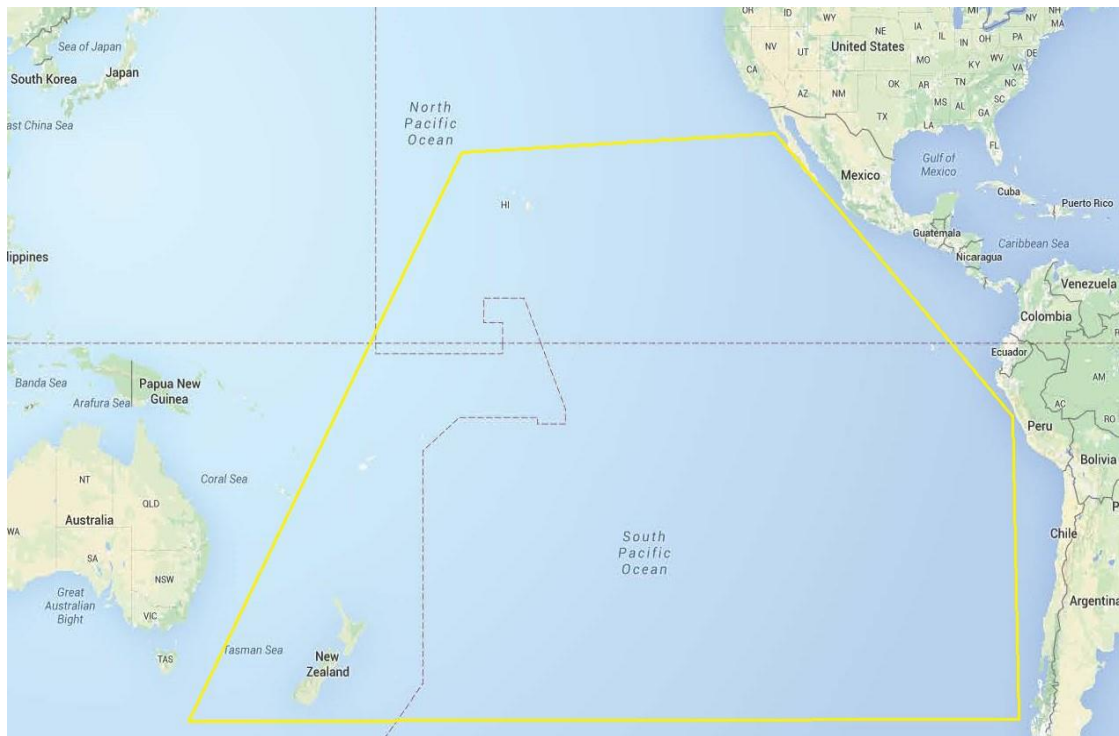 OR
ID
WY
MI
NH
NY
MA
NE
IA
IL
IN
OH
PA
Sea of Japan
NV
UT
United States
DE
MO
KY
WV
VA
South Korea
Japan
CA
OK
AR
TN
NC
AZ
NM
MS
AL
SC
GA
TX
LA
North
Pacific
Ocean
ast China Sea
FL
Gulf of
Mexico
Mexico
Cuba
Puerto Rico
HI
Guatemala
Caribbean Sea
Nicaragua
lippines
Venezuela
Colombia
Ecuador
Banda Sea
Papua New
Guinea
Arafura Sea
AM
AC
RO
Peru
Bolivia
Coral Sea
NT
QLD
Australia
WA
P
Chile
South
Pacific
Ocean
SA
NSW
Great
Australian
Bight
VIC
Argentina
TAS
Tasman Sea
New
Zealand